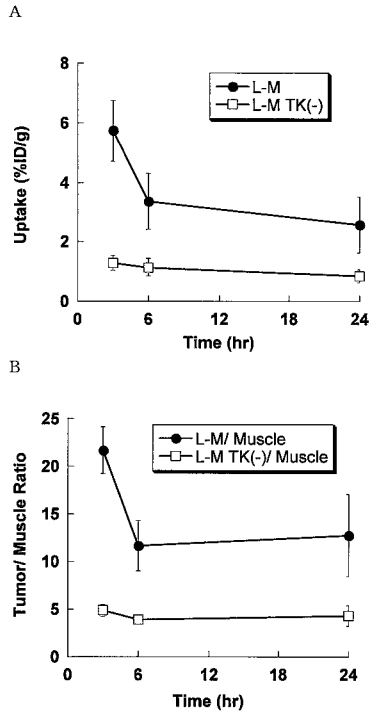 A
Uptake (%ID/g)
8
6
4
2
0
L-M
L-M TK(-)
0
6
12
18
24
Time (hr)
B
Tumor/ Muscle Ratio
25
20
15
10
5
0
L-M/ Muscle
L-M TK(-)/ Muscle
0
6
12
18
24
Time (hr)